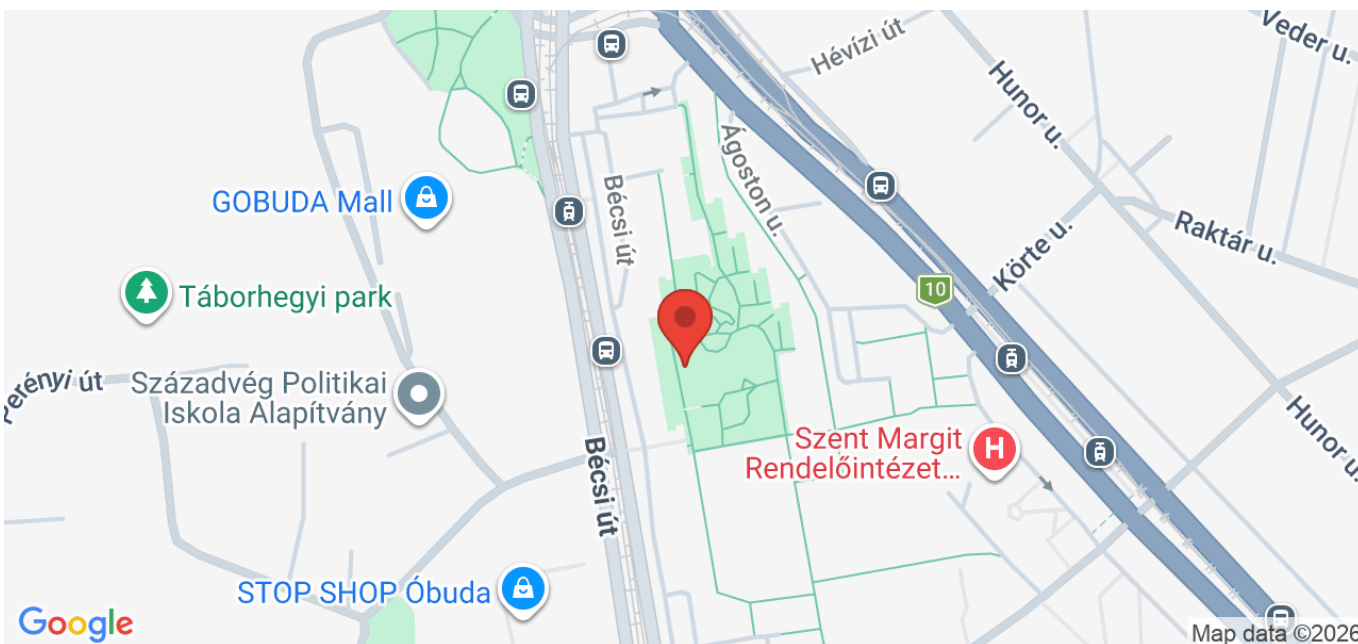 Veder u.
Hévízi út
Hunor u.
Ágoston u.
GOBUDA Mall
Bécsi út
Raktár u.
Körte u.
10
Táborhegyi park
Perényi út
Századvég Politikai
Iskola Alapítvány
Hunor u.
Szent Margit
Rendelőintézet...
H
Bécsi út
STOP SHOP Óbuda
Google
Map data ©2026